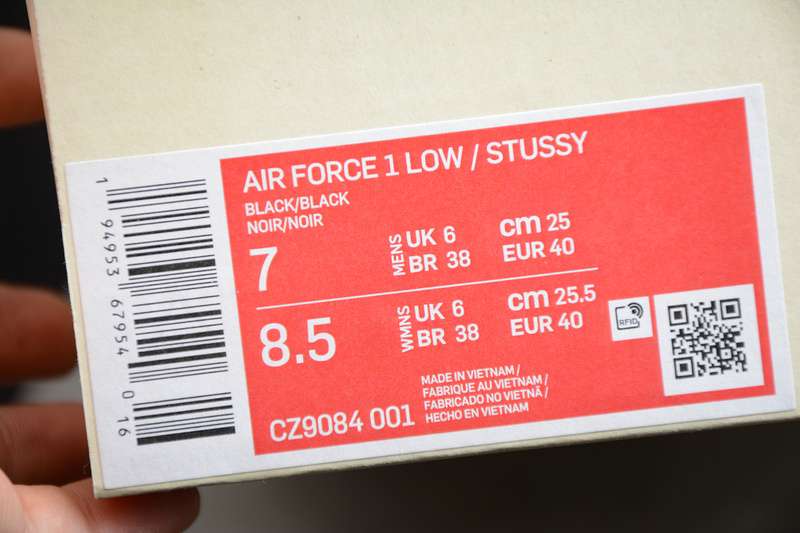 AIR FORCE 1 LOW / STUSSY
BLACK/BLACK
NOIR/NOIR
7
MENS
UK 6
BR 38
cm 25
EUR 40
8.5
WMNS
UK 6
BR 38
cm 25.5
EUR 40
RFID
CZ9084 001
MADE IN VIETNAM /
FABRIQUE AU VIETNAM /
FABRICADO NO VIETNÃ /
HECHO EN VIETNAM
1 94953 67954 0 16